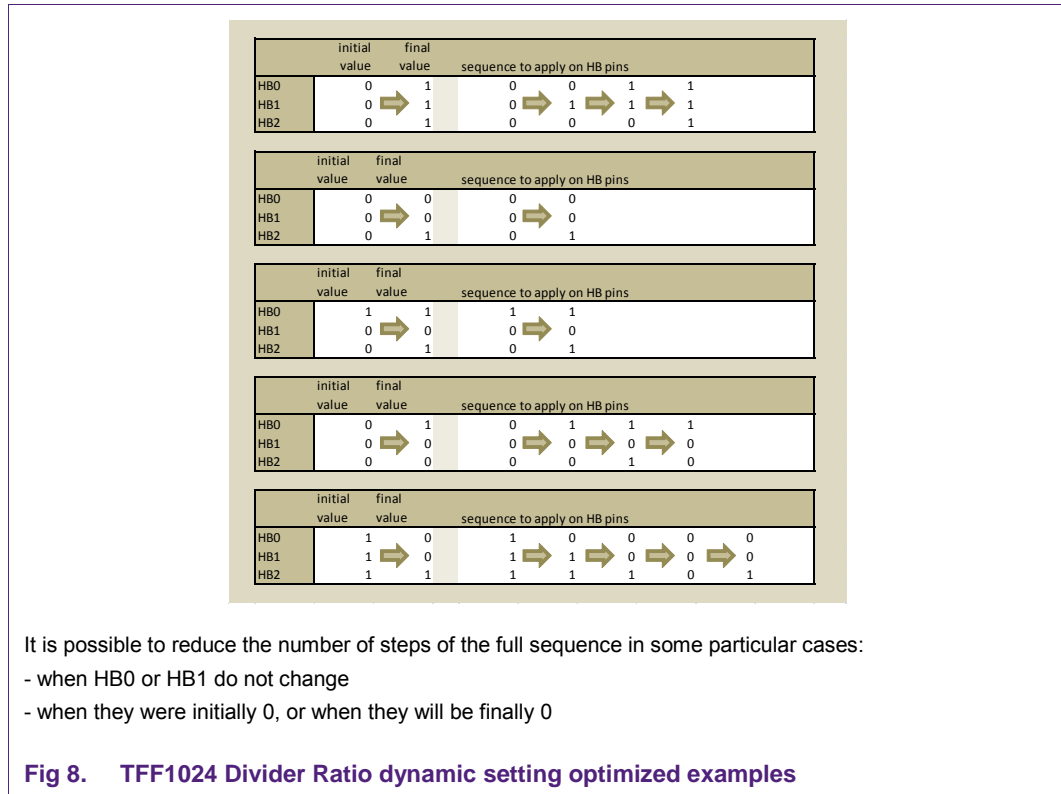 initial final
value value sequence to apply on HB pins
HB0 0 1 0 0 1 1
HB1 0 1 0 1 1 1
HB2 0 1 0 0 0 1
initial final
value value sequence to apply on HB pins
HB0 0 0 0 0
HB1 0 0 0 0
HB2 0 1 0 1
initial final
value value sequence to apply on HB pins
HB0 1 1 1 1
HB1 0 0 0 0
HB2 0 1 0 1
initial final
value value sequence to apply on HB pins
HB0 0 1 0 1 1 1
HB1 0 0 0 0 0 0
HB2 0 0 0 0 1 0
initial final
value value sequence to apply on HB pins
HB0 1 0 1 0 0 0 0
HB1 1 0 1 1 0 0 0
HB2 1 1 1 1 1 0 1
It is possible to reduce the number of steps of the full sequence in some particular cases:
- when HB0 or HB1 do not change
- when they were initially 0, or when they will be finally 0
Fig 8. TFF1024 Divider Ratio dynamic setting optimized examples